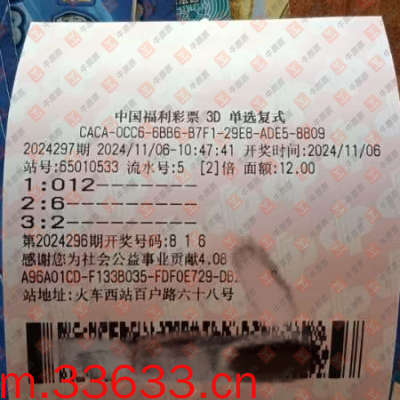 中国福利彩票 3D 单选复式
CACA-0CC6-6BB6-B7F1-29E8-ADE5-8809
2024297期 2024/11/06-10:47:41 开奖时间:2024/11/06
站号:65010533 流水号:5 [2]倍 面额:12.00
1:012-------
2:6---------
3:2---------
第2024296期开奖号码:8 1 6
感谢您为社会公益事业贡献4.08
A96A01CD-F133B035-FDF0E729-DB
站地址:火车西站百户路六十八号
m.33633.cn